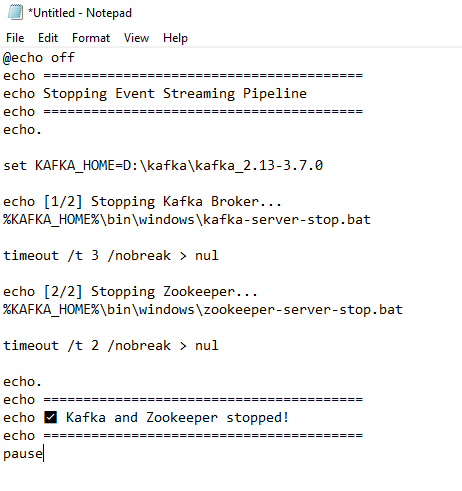 *Untitled - Notepad
File Edit Format View Help
@echo off
echo ========================================
echo Stopping Event Streaming Pipeline
echo ========================================
echo.
set KAFKA_HOME=D:\kafka\kafka_2.13-3.7.0
echo [1/2] Stopping Kafka Broker...
%KAFKA_HOME%\bin\windows\kafka-server-stop.bat
timeout /t 3 /nobreak > nul
echo [2/2] Stopping Zookeeper...
%KAFKA_HOME%\bin\windows\zookeeper-server-stop.bat
timeout /t 2 /nobreak > nul
echo.
echo ========================================
echo ✅ Kafka and Zookeeper stopped!
echo ========================================
pause